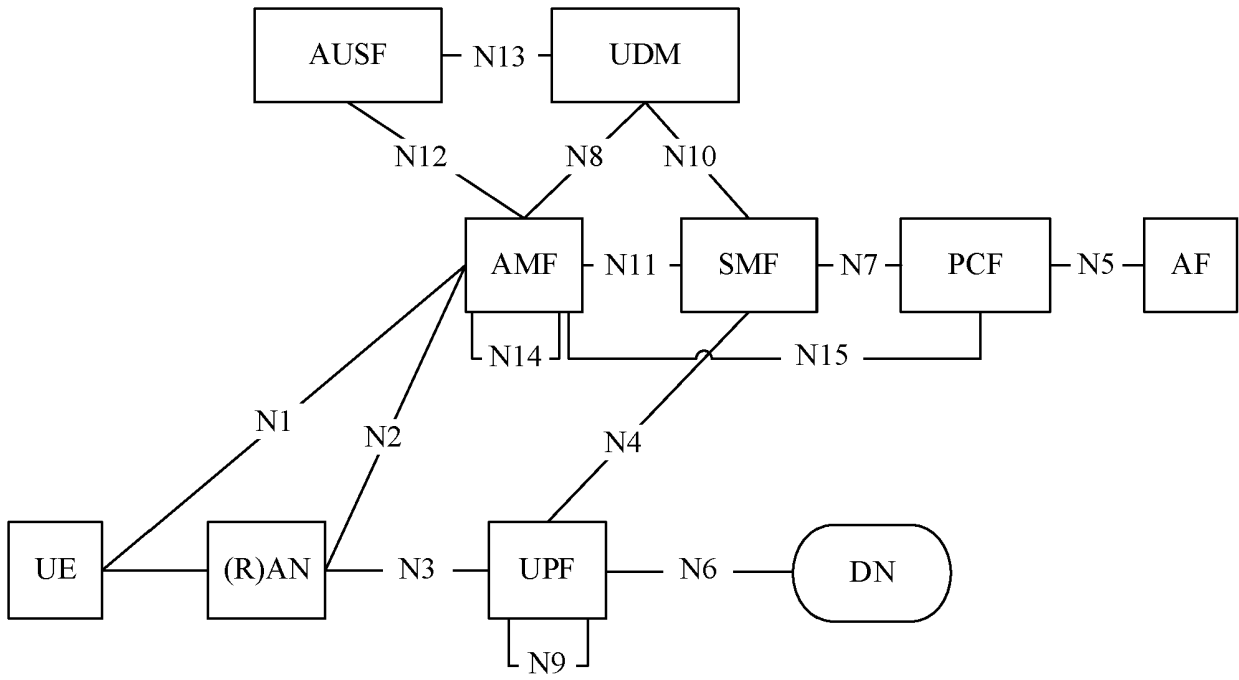 AUSF N13 UDM
N12 N8 N10
AMF N11 SMF N7 PCF N5 AF
N14 N15
N1 N2 N4
UE (R)AN N3 UPF N6 DN
N9